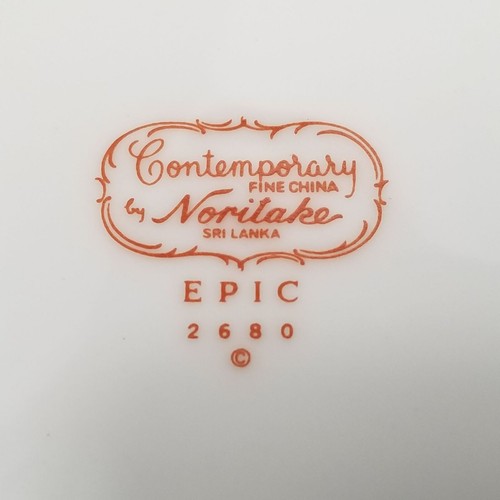 Contemporary
FINE CHINA
by Noritake
SRI LANKA
EPIC
2680
©